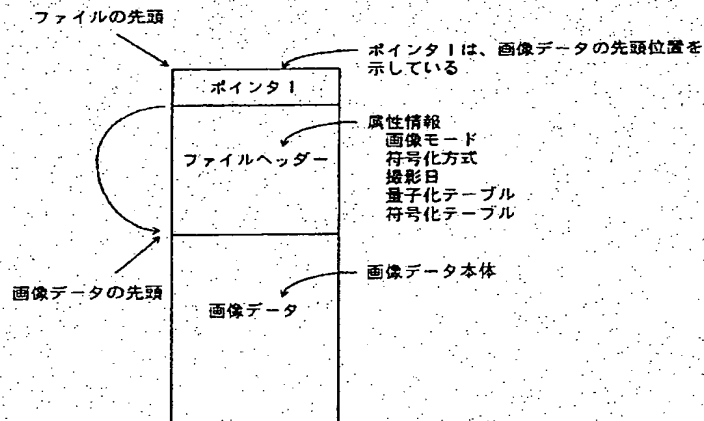 ファイルの先頭
ポインタ1は、画像データの先頭位置を
示している
ポインタ1
属性情報
画像モード
符号化方式
撮影日
量子化テーブル
符号化テーブル
ファイルヘッダー
画像データ本体
画像データの先頭
画像データ